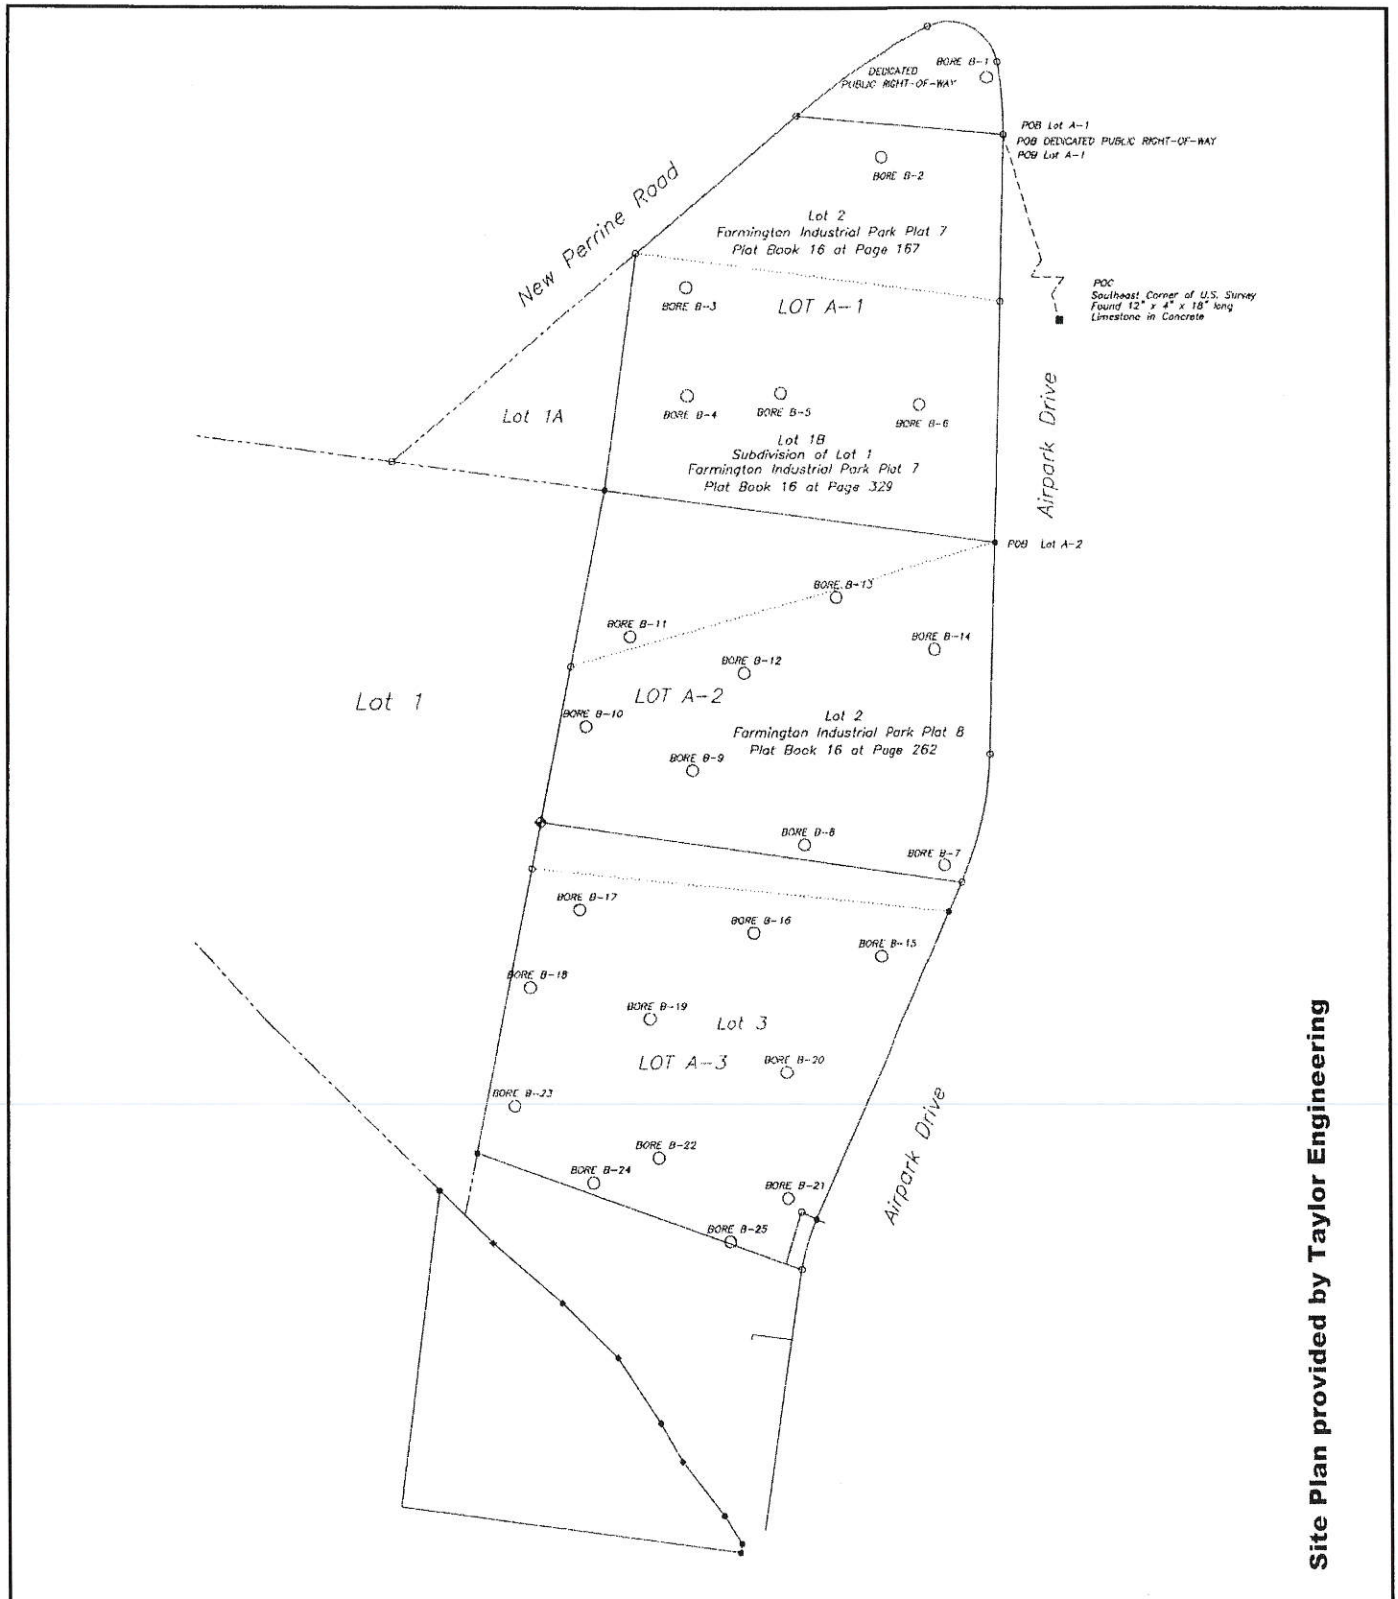 BORE B-1
DEDICATED
PUBLIC RIGHT-OF-WAY
POB Lot A-1
POB DEDICATED PUBLIC RIGHT-OF-WAY
POB Lot A-1
BORE B-2
New Perrine Road
Lot 2
Farmington Industrial Park Plat 7
Plat Book 16 at Page 167
POC
Southeast Corner of U.S. Survey
Found 12" x 4" x 18" long
Limestone in Concrete
BORE B-3
LOT A-1
Lot 1A
BORE B-4
BORE B-5
BORE B-6
Airpark Drive
Lot 1B
Subdivision of Lot 1
Farmington Industrial Park Plat 7
Plat Book 16 at Page 329
POB Lot A-2
BORE B-13
BORE B-11
BORE B-14
BORE B-12
Lot 1
LOT A-2
BORE B-10
Lot 2
Farmington Industrial Park Plat 8
Plat Book 16 at Page 262
BORE B-9
BORE B-8
BORE B-7
BORE B-17
BORE B-16
BORE B-15
BORE B-18
BORE B-19
Lot 3
LOT A-3
BORE B-20
BORE B-23
Airpark Drive
BORE B-22
BORE B-24
BORE B-21
BORE B-25
Site Plan provided by Taylor Engineering